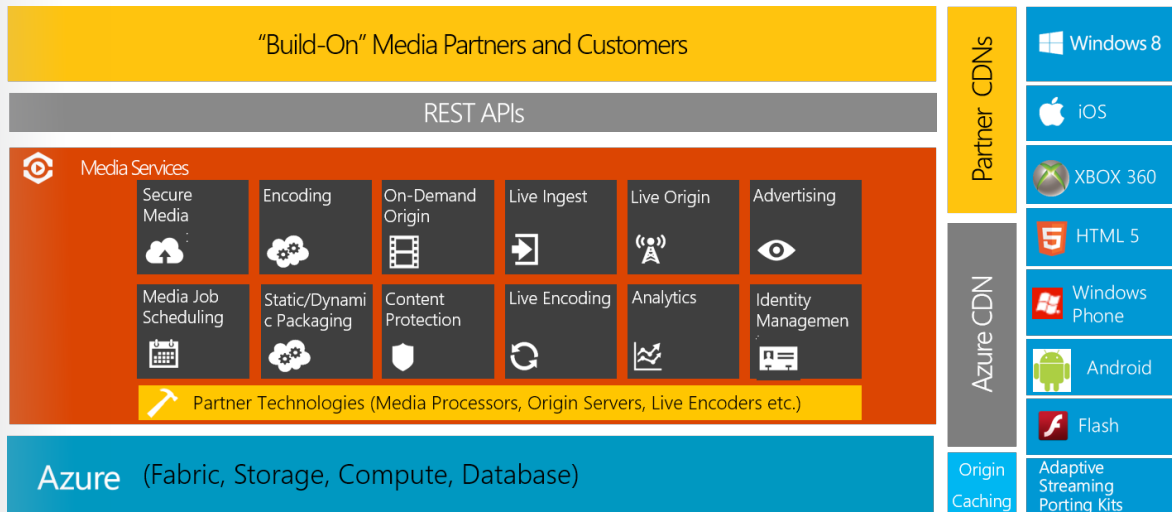 “Build-On” Media Partners and Customers
REST APIs
Media Services
Secure
Media
Encoding
On-Demand
Origin
Live Ingest
Live Origin
Advertising
Media Job
Scheduling
Static/Dynami
c Packaging
Content
Protection
Live Encoding
Analytics
Identity
Managemen
Partner Technologies (Media Processors, Origin Servers, Live Encoders etc.)
Azure (Fabric, Storage, Compute, Database)
Partner CDNs
Azure CDN
Origin
Caching
Windows 8
iOS
XBOX 360
HTML 5
Windows
Phone
Android
Flash
Adaptive
Streaming
Porting Kits